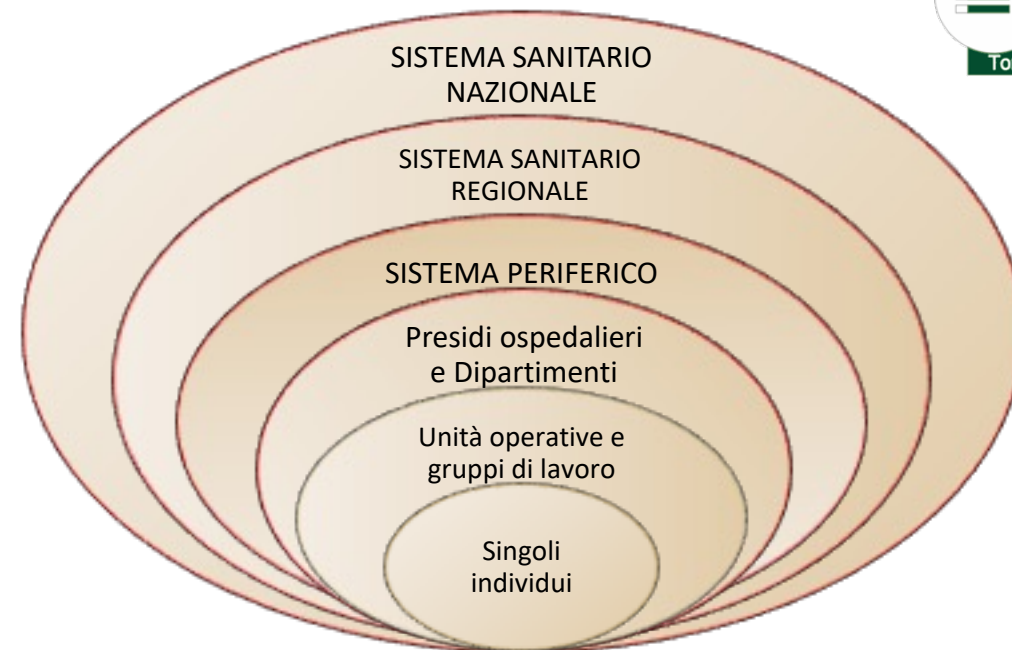 SISTEMA SANITARIO
NAZIONALE
SISTEMA SANITARIO
REGIONALE
SISTEMA PERIFERICO
Presidi ospedalieri
e Dipartimenti
Unità operative e
gruppi di lavoro
Singoli
individui